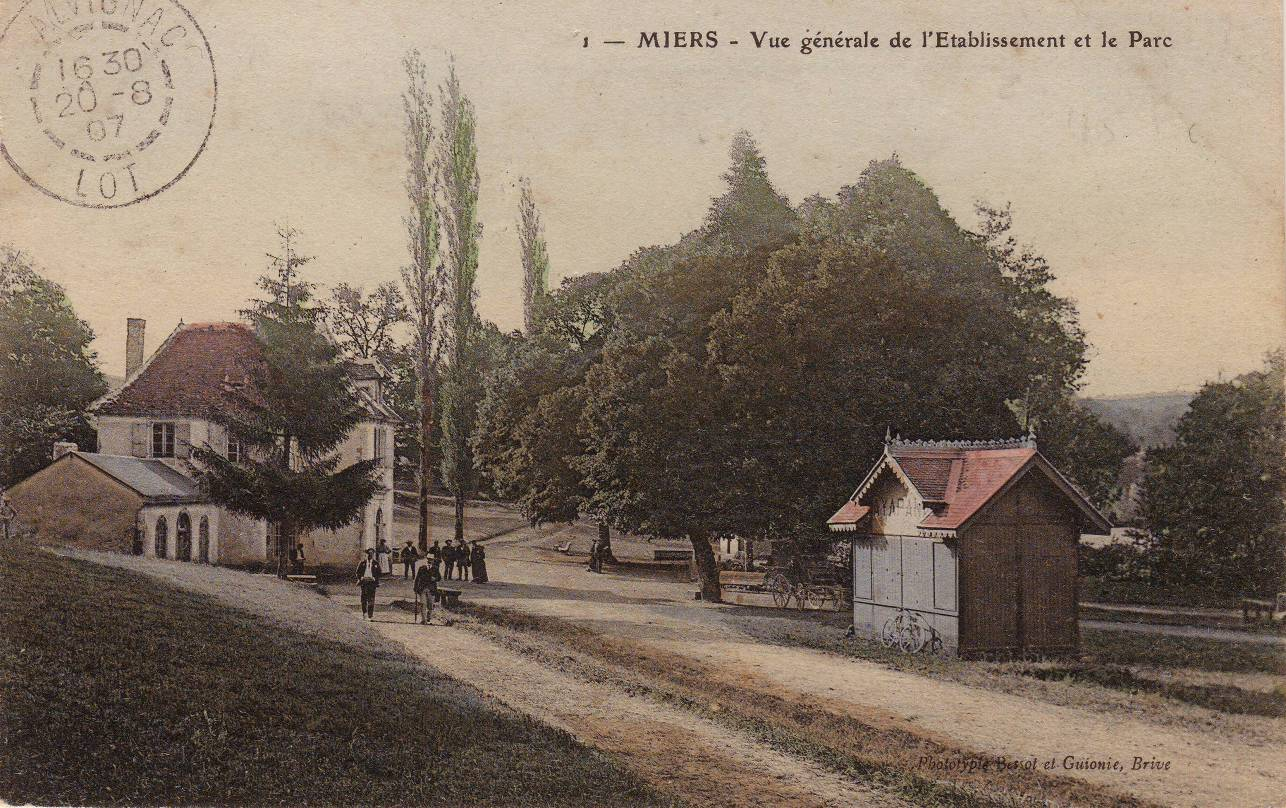 1 — MIERS - Vue générale de l'Etablissement et le Parc
ALVIGNAC
16 30
20 -8
07
LOT
Phototypie Bessot et Guionie, Brive